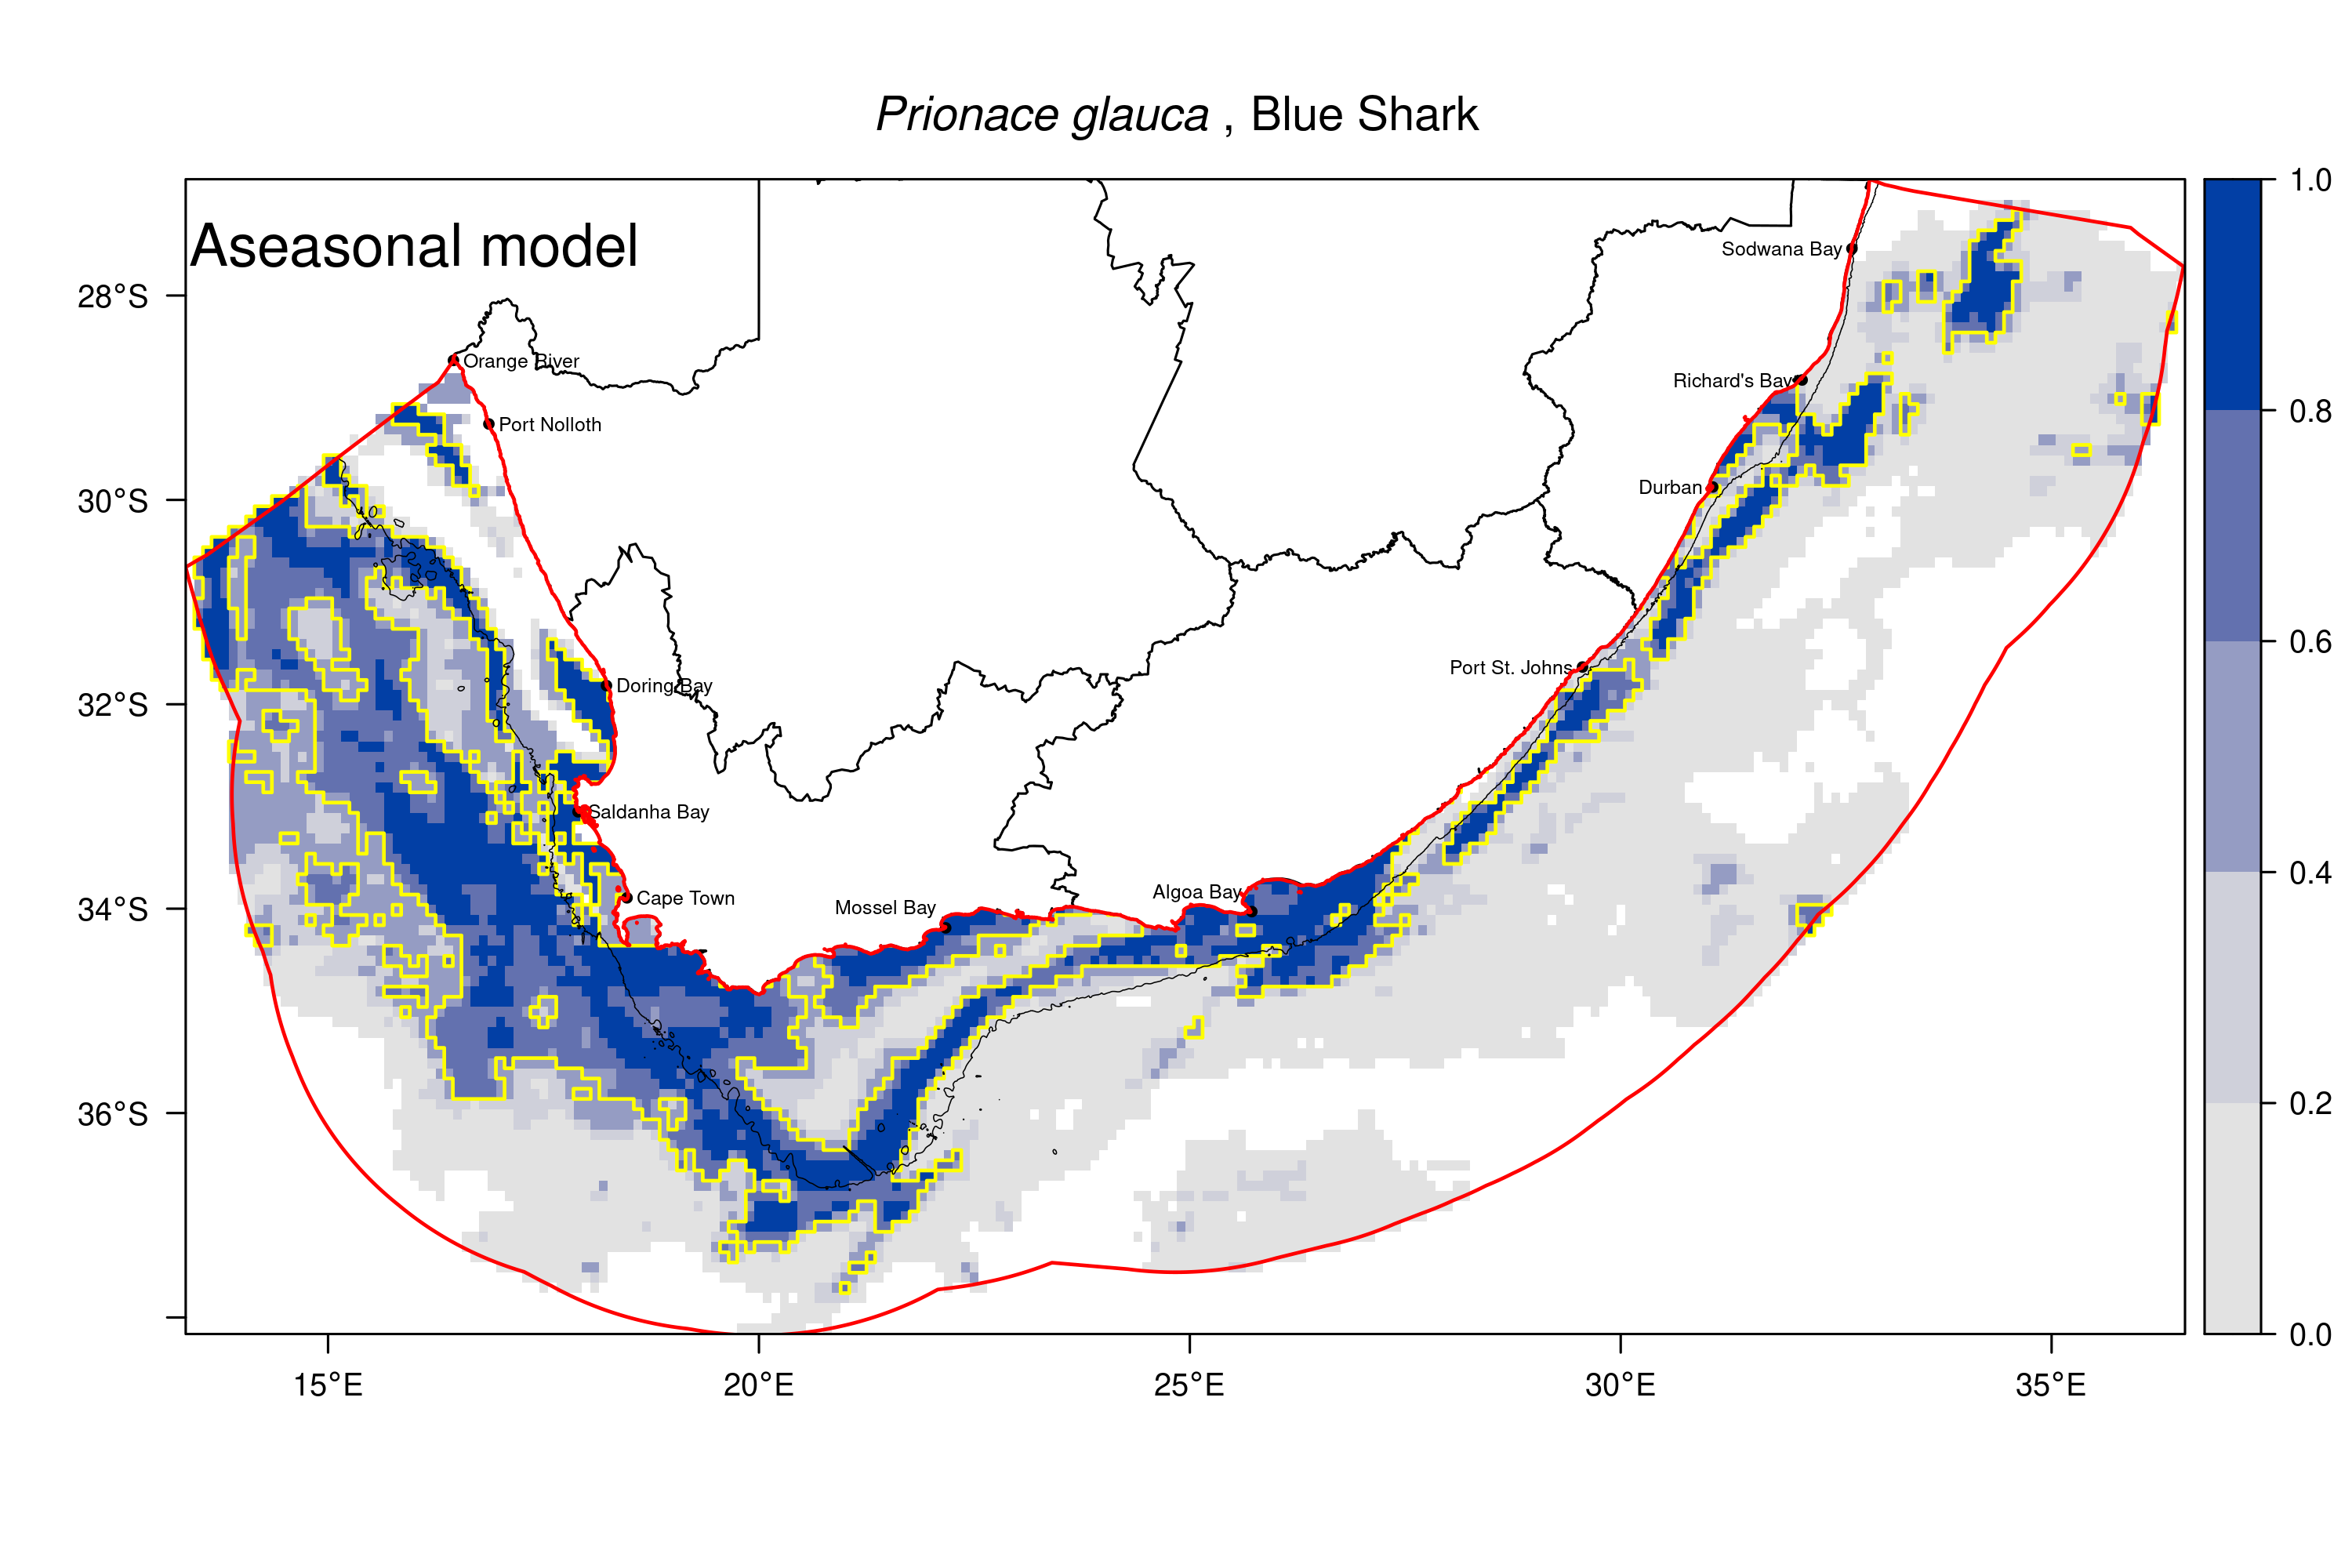 Prionace glauca , Blue Shark
Aseasonal model
1.0
0.8
0.6
0.4
0.2
0.0
28°S
30°S
32°S
34°S
36°S
15°E
20°E
25°E
30°E
35°E
Sodwana Bay
Orange River
Richard's Bay
Port Nolloth
Durban
Port St. Johns
Doring Bay
Saldanha Bay
Algoa Bay
Cape Town
Mossel Bay